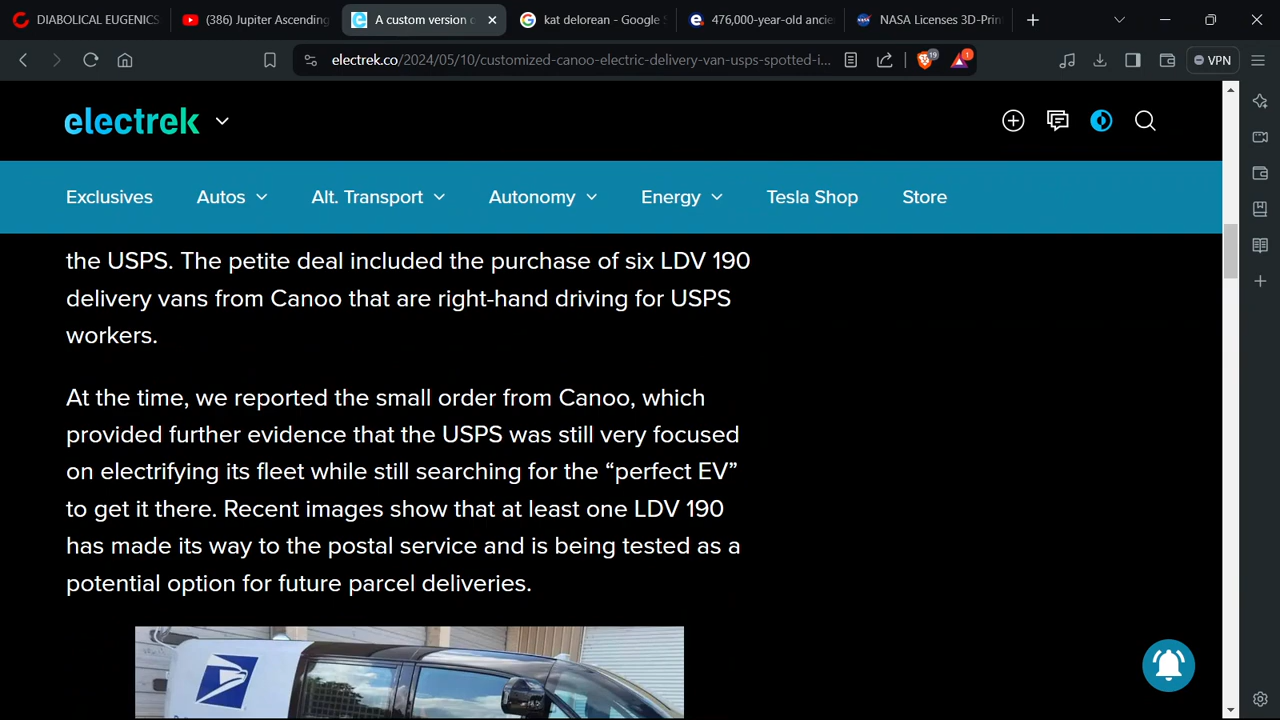 DIABOLICAL EUGENICS
(386) Jupiter Ascending
A custom version
kat delorean - Google
476,000-year-old
NASA Licenses 3D-Prin
electrek.co/2024/05/10/customized-canoo-electric-delivery-van-usps-spotted-i...
19
1
VPN
electrek
Exclusives
Autos
Alt. Transport
Autonomy
Energy
Tesla Shop
Store
the USPS. The petite deal included the purchase of six LDV 190
delivery vans from Canoo that are right-hand driving for USPS
workers.
At the time, we reported the small order from Canoo, which
provided further evidence that the USPS was still very focused
on electrifying its fleet while still searching for the “perfect EV”
to get it there. Recent images show that at least one LDV 190
has made its way to the postal service and is being tested as a
potential option for future parcel deliveries.